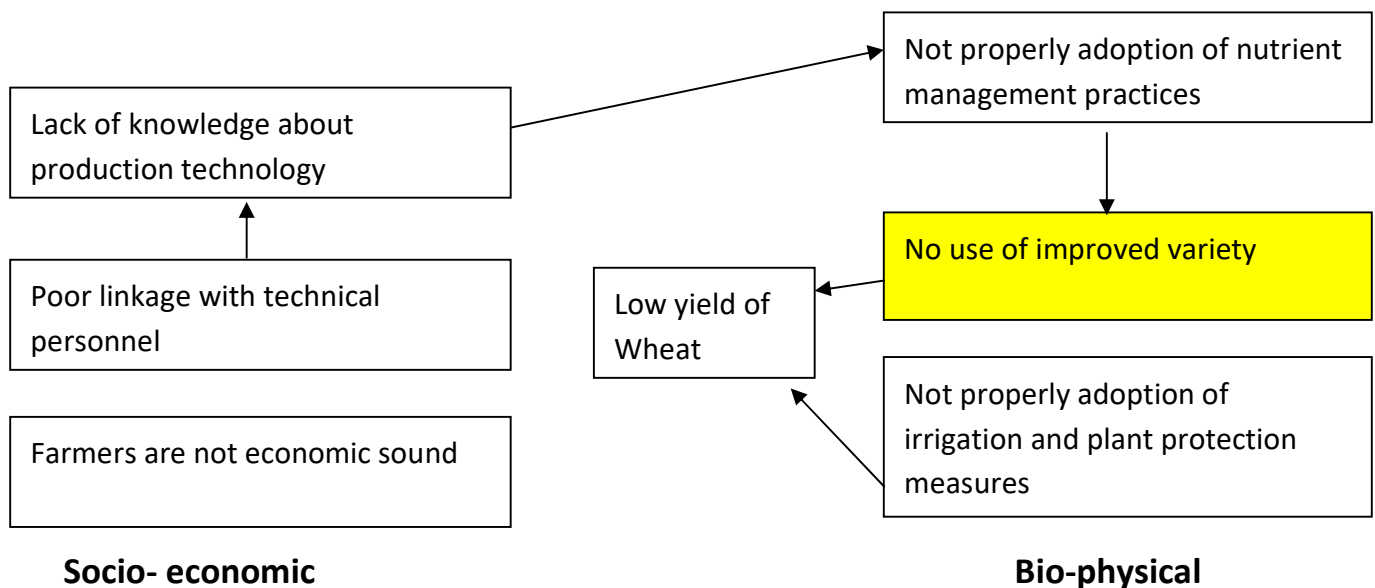 Lack of knowledge about
production technology
Poor linkage with technical
personnel
Farmers are not economic sound
Socio- economic
Low yield of
Wheat
Not properly adoption of nutrient
management practices
No use of improved variety
Not properly adoption of
irrigation and plant protection
measures
Bio-physical